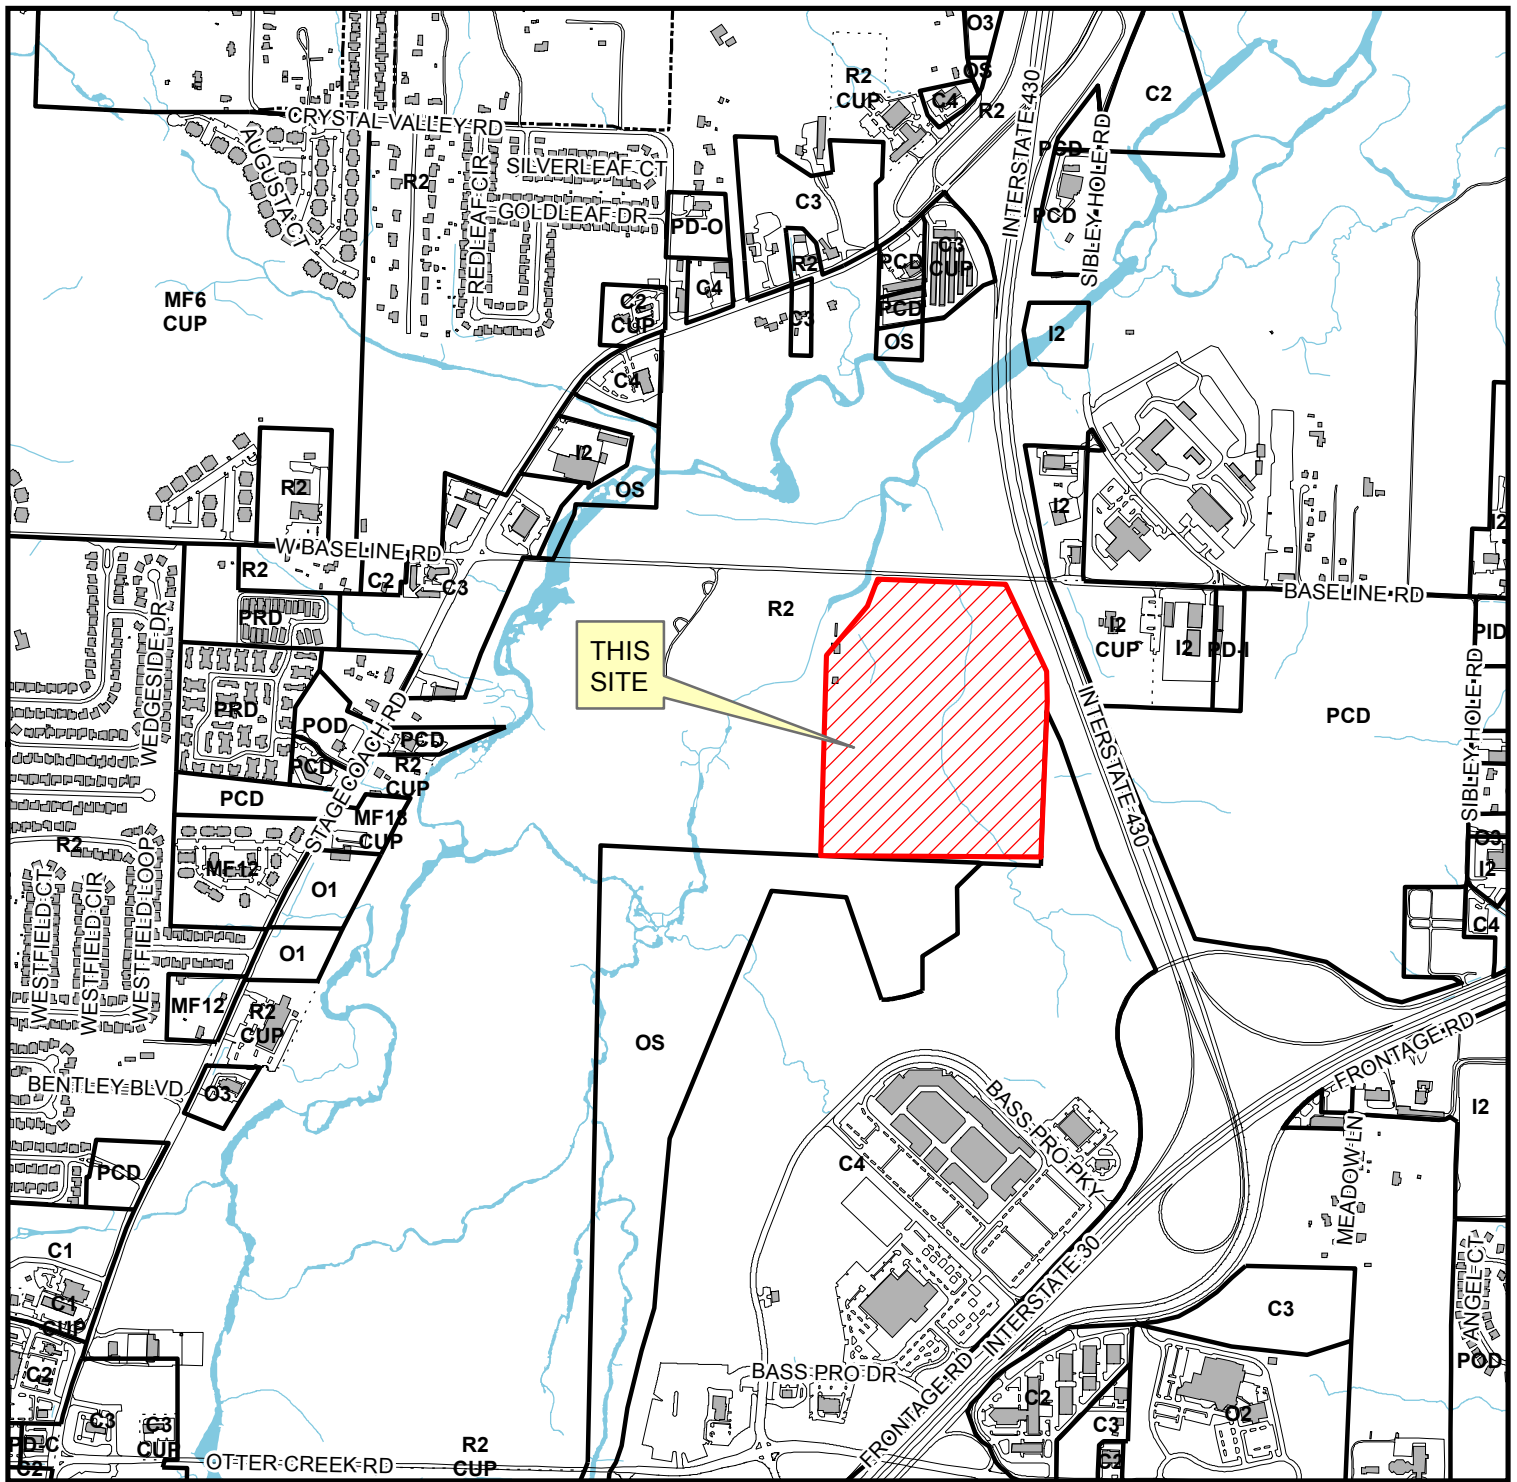 O3
OS
R2
CUP
C4
R2
INTERSTATE 430
C2
CRYSTAL VALLEY RD
AUGUSTA CT
SILVERLEAF CT
R2
REDLEAF CIR
GOLDLEAF DR
PCD
SIBLEY HOLE RD
PCD
C3
PD-O
R2
PCD
C3
CUP
C4
MF6
CUP
C2
CUP
C3
PCD
OS
I2
C4
I2
OS
R2
I2
I2
W BASELINE RD
R2
C2
C3
BASELINE RD
PRD
R2
I2
CUP
I2
PD-I
PID
THIS
SITE
WEDGESIDE DR
PRD
POD
PCD
PCD
R2
CUP
STAGECOACH RD
INTERSTATE 430
PCD
SIBLEY HOLE RD
PCD
MF18
CUP
R2
MF12
O1
O3
I2
WESTFIELD CT
WESTFIELD CIR
WESTFIELD LOOP
O1
C4
MF12
R2
CUP
OS
BENTLEY BLVD
O3
FRONTAGE RD
I2
BASS PRO PKY
MEADOW LN
PCD
C4
C1
C1
CUP
INTERSTATE 30
ANGEL CT
C3
POD
C2
BASS PRO DR
FRONTAGE RD
C2
C3
O2
C3
C3
CUP
PD-C
C2
OTTER CREEK RD
R2
CUP
C2